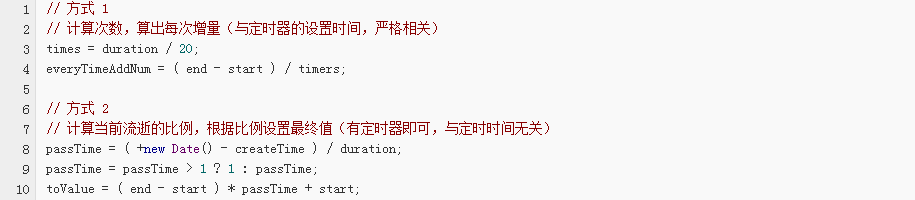 1 // 方式 1
2 // 计算次数，算出每次增量（与定时器的设置时间，严格相关）
3 times = duration / 20;
4 everyTimeAddNum = ( end - start ) / timers;
5
6 // 方式 2
7 // 计算当前流逝的比例，根据比例设置最终值（有定时器即可，与定时时间无关）
8 passTime = ( +new Date() - createTime ) / duration;
9 passTime = passTime > 1 ? 1 : passTime;
10 toValue = ( end - start ) * passTime + start;